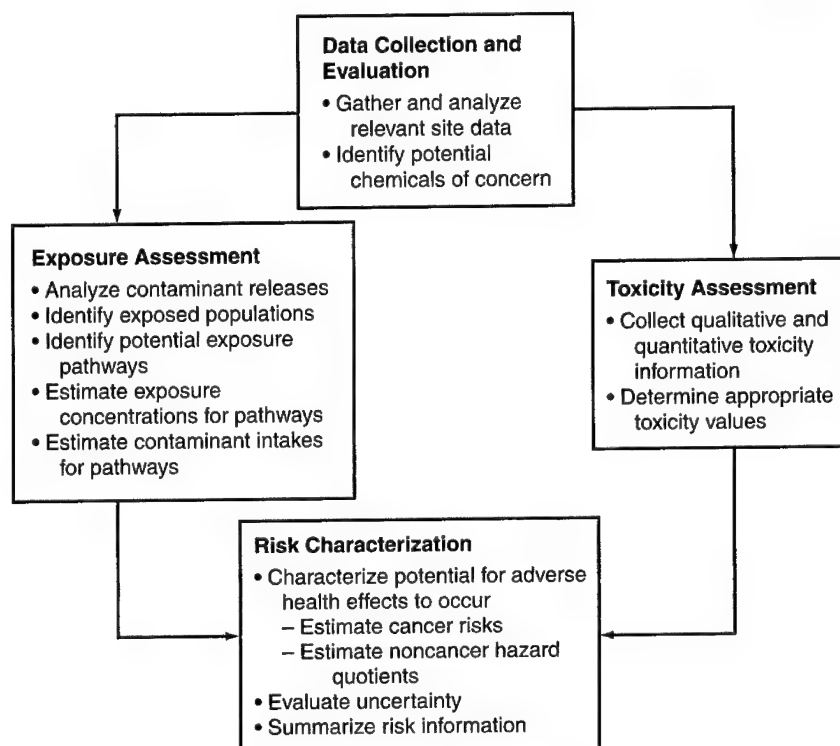 Data Collection and
Evaluation
• Gather and analyze
relevant site data
• Identify potential
chemicals of concern
Exposure Assessment
• Analyze contaminant releases
• Identify exposed populations
• Identify potential exposure
pathways
• Estimate exposure
concentrations for pathways
• Estimate contaminant intakes
for pathways
Toxicity Assessment
• Collect qualitative and
quantitative toxicity
information
• Determine appropriate
toxicity values
Risk Characterization
• Characterize potential for adverse
health effects to occur
– Estimate cancer risks
– Estimate noncancer hazard
quotients
• Evaluate uncertainty
• Summarize risk information